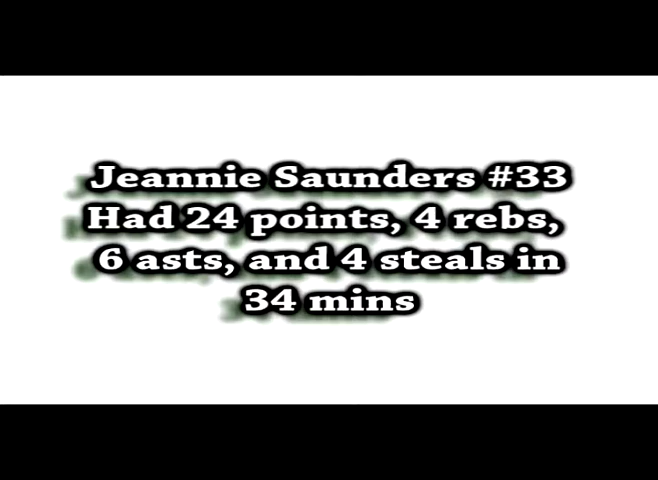 Jeannie Saunders #33
Had 24 points, 4 rebs,
6 asts, and 4 steals in
34 mins